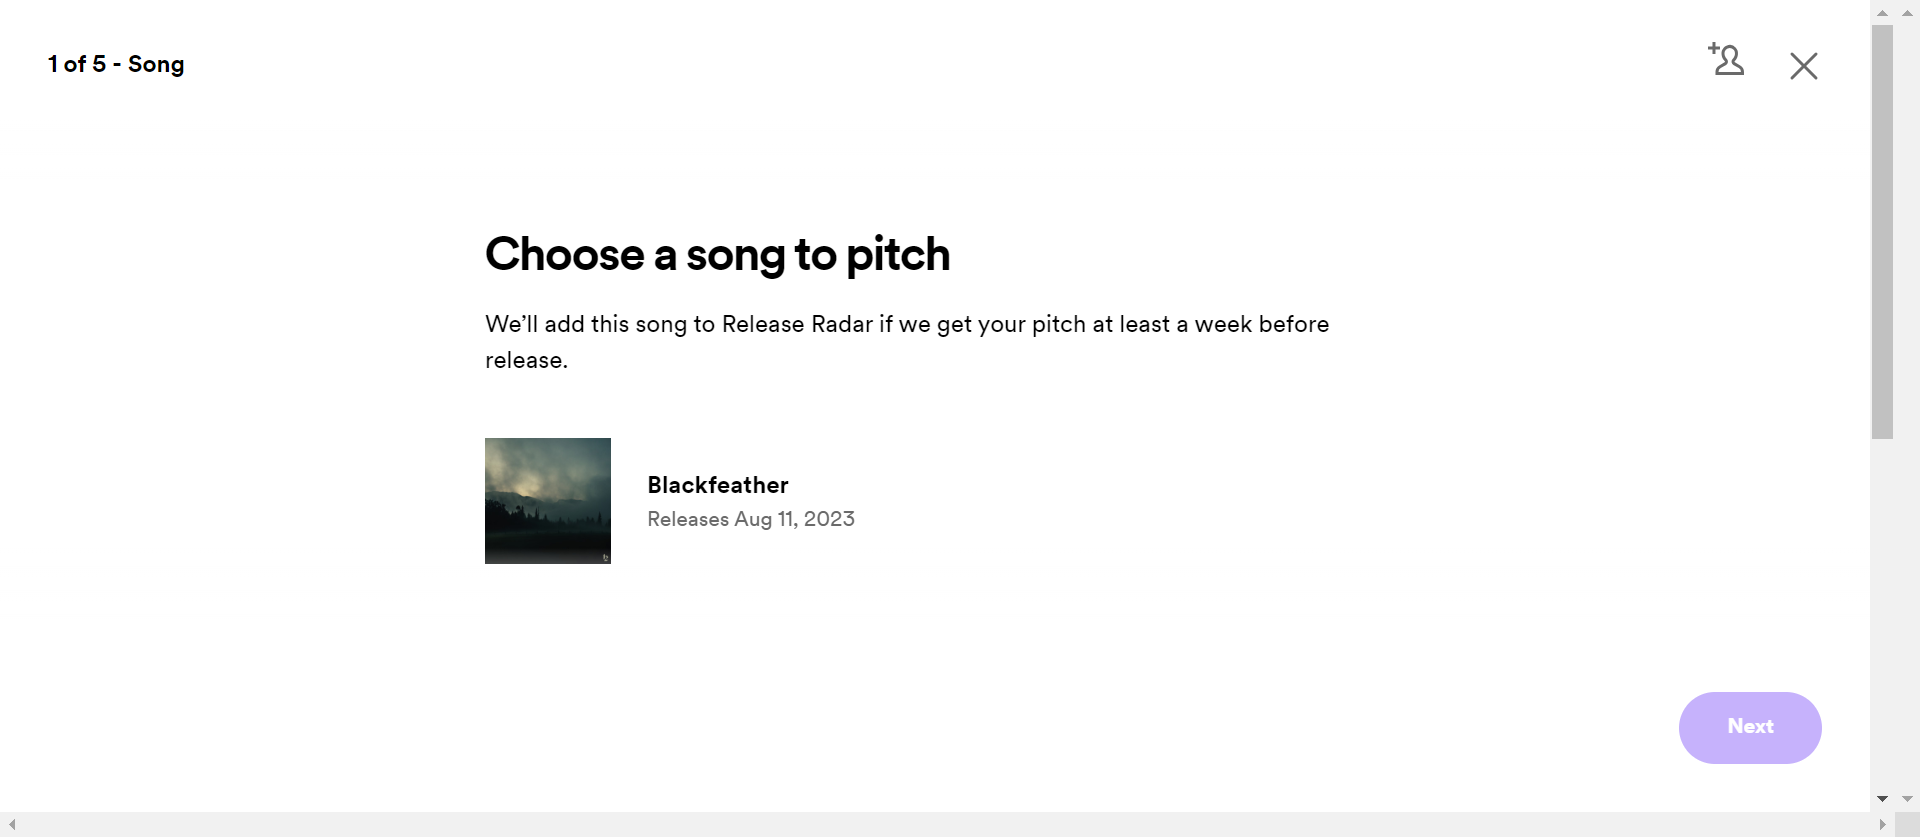 1 of 5 - Song
Choose a song to pitch
We’ll add this song to Release Radar if we get your pitch at least a week before
release.
Blackfeather
Releases Aug 11, 2023
Next